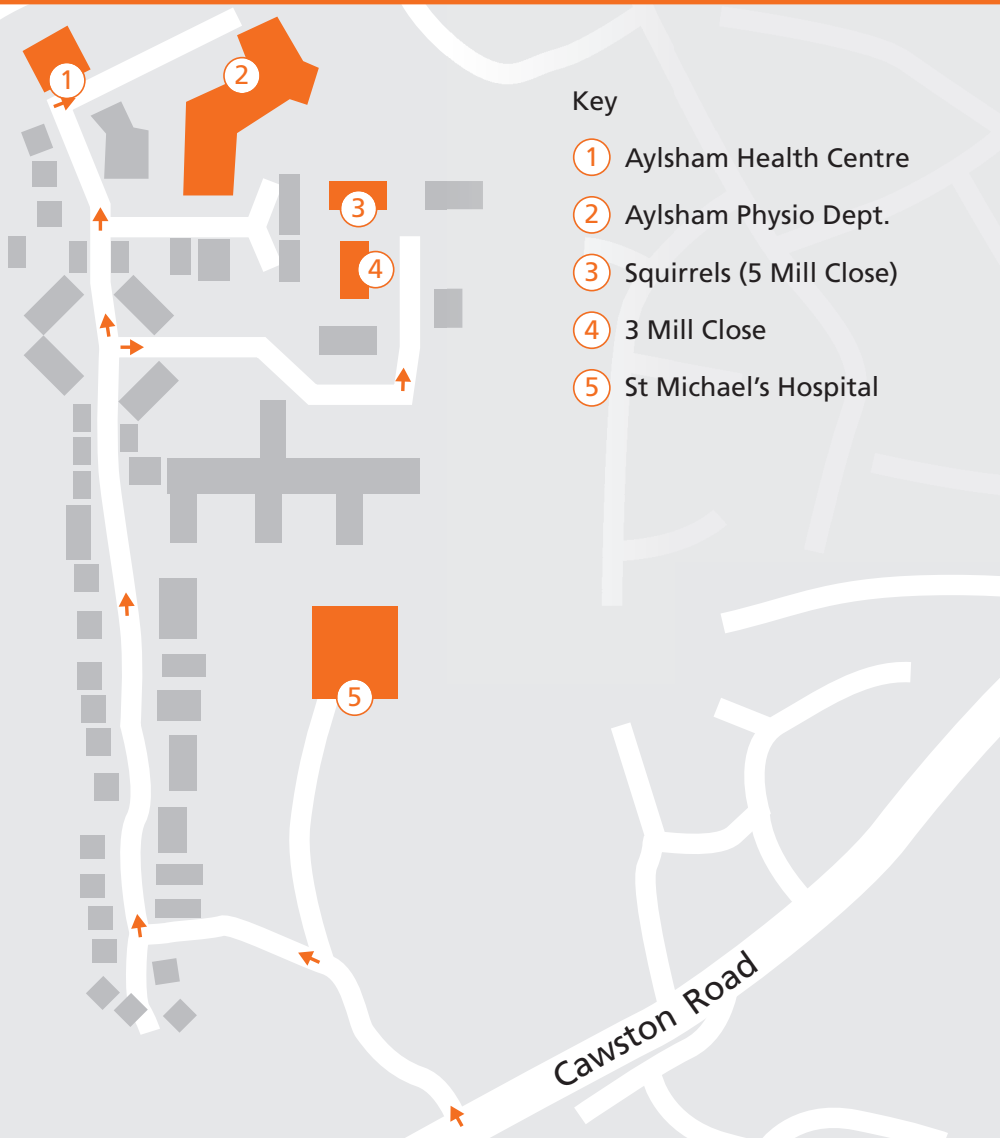 1
2
3
4
5
Key
1 Aylsham Health Centre
2 Aylsham Physio Dept.
3 Squirrels (5 Mill Close)
4 3 Mill Close
5 St Michael’s Hospital
Cawston Road